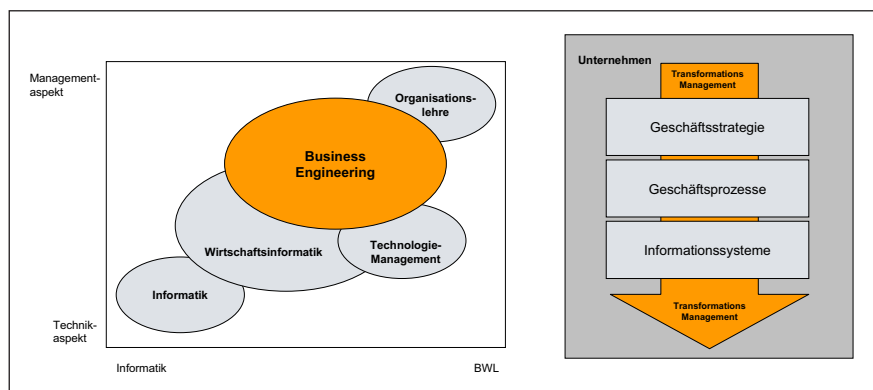 Management-
aspekt
Organisations-
lehre
Business
Engineering
Wirtschaftsinformatik
Technologie-
Management
Informatik
Technik-
aspekt
Informatik
BWL
Unternehmen
Transformations
Management
Geschäftsstrategie
Geschäftsprozesse
Informationssysteme
Transformations
Management